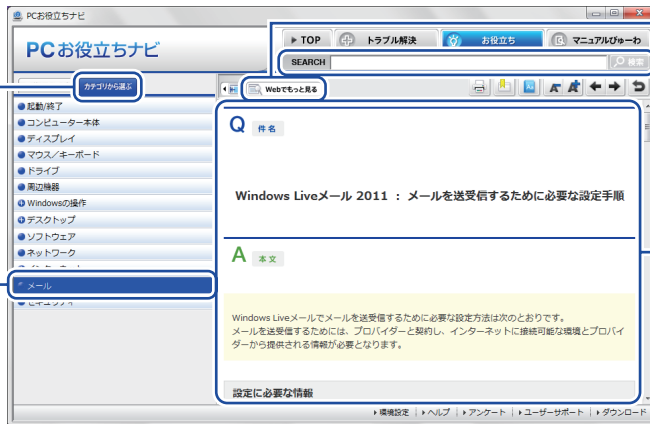 PCお役立ちナビ
PCお役立ちナビ
TOP
トラブル解決
お役立ち
マニュアルびゅーわ
SEARCH
検索
カテゴリから選ぶ
Webでもっと見る
起動/終了
コンピューター本体
ディスプレイ
マウス/キーボード
ドライブ
周辺機器
Windowsの操作
デスクトップ
ソフトウェア
ネットワーク
メール
セキュリティ
Q 件名
Windows Liveメール 2011 : メールを送受信するために必要な設定手順
A 本文
Windows Liveメールでメールを送受信するために必要な設定方法は次のとおりです。
メールを送受信するためには、プロバイダーと契約し、インターネットに接続可能な環境とプロバイ
ダーから提供される情報が必要となります。
設定に必要な情報
環境設定 ヘルプ アンケート ユーザーサポート ダウンロード